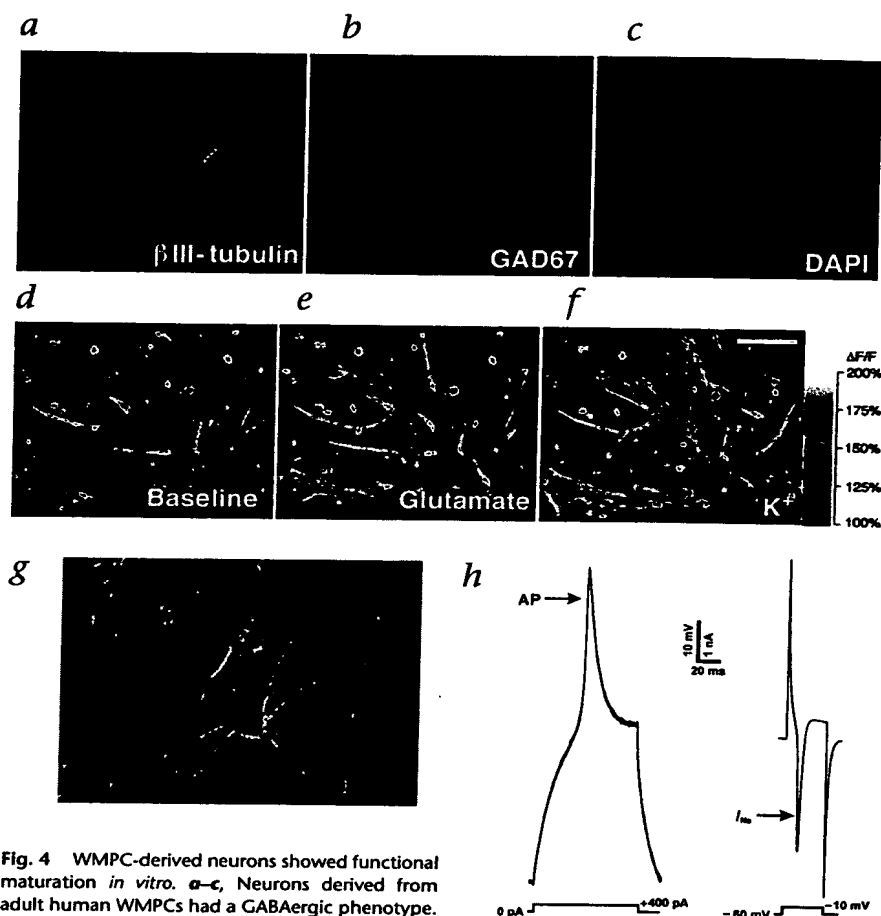 a
b
c
βIII-tubulin
GAD67
DAPI
d
e
f
Baseline
Glutamate
K+
ΔF/F
200%
175%
150%
125%
100%
g
h
AP
10 mV
1 nA
20 ms
INa
0 pA
+400 pA
-60 mV
-10 mV
Fig. 4 WMPC-derived neurons showed functional
maturation in vitro. a–c, Neurons derived from
adult human WMPCs had a GABAergic phenotype.